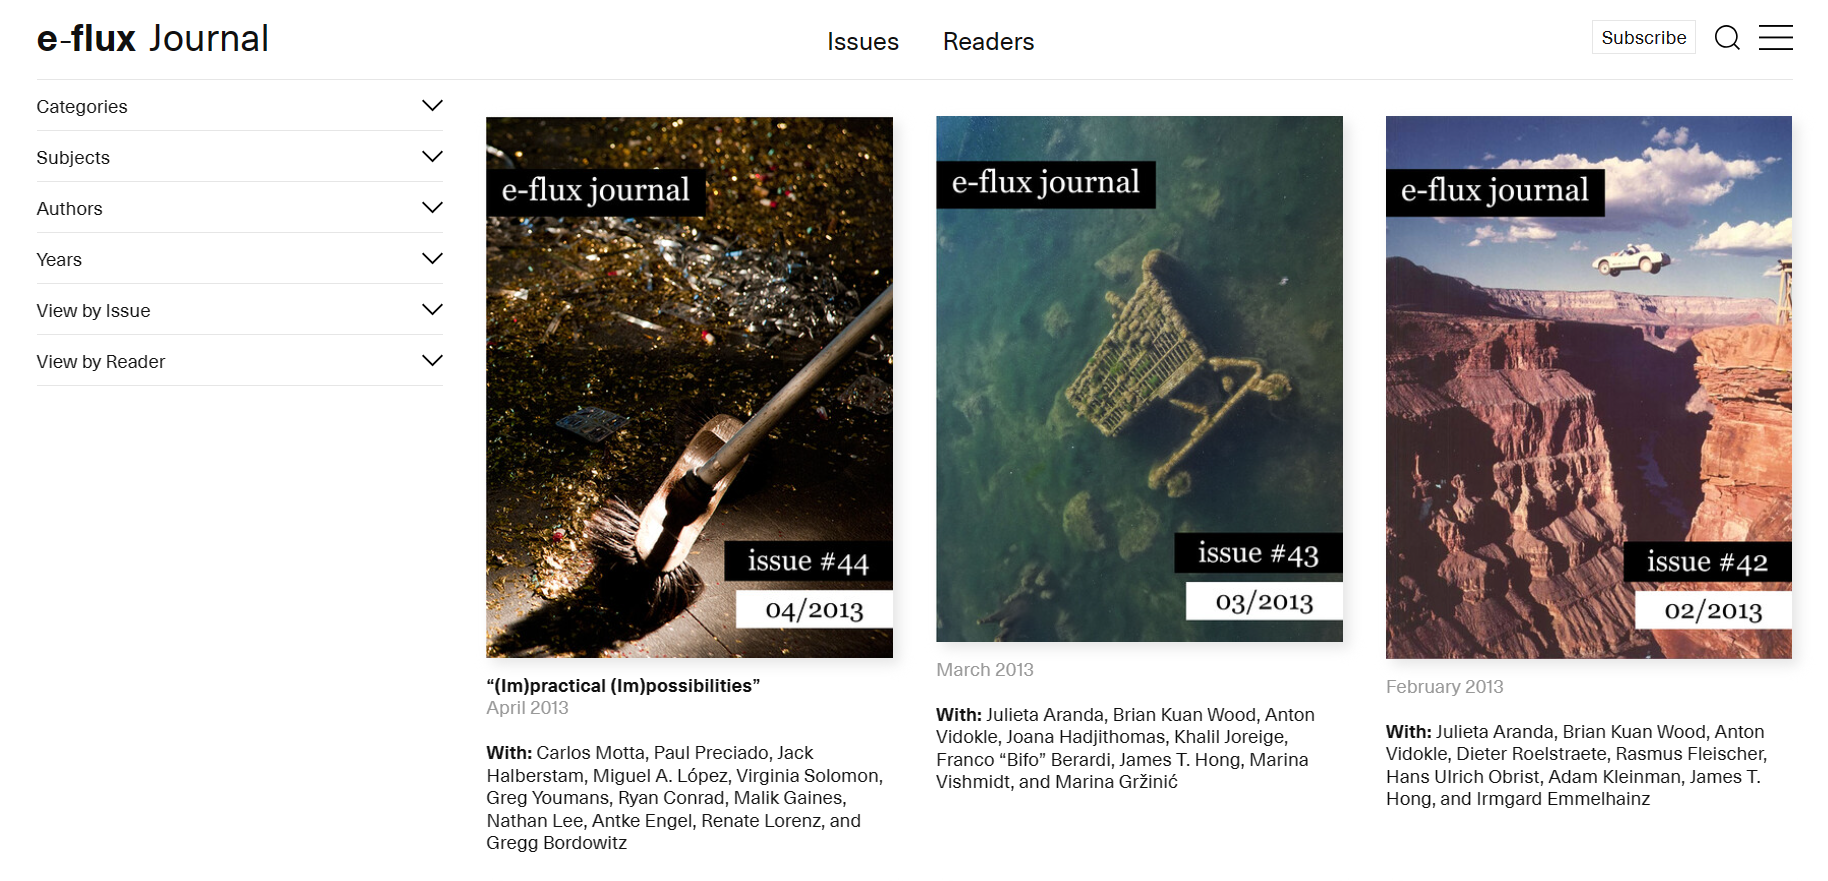 e-flux Journal
Issues
Readers
Subscribe
Categories
Subjects
Authors
Years
View by Issue
View by Reader
e-flux journal
issue #44
04/2013
“(Im)practical (Im)possibilities”
April 2013
With: Carlos Motta, Paul Preciado, Jack
Halberstam, Miguel A. López, Virginia Solomon,
Greg Youmans, Ryan Conrad, Malik Gaines,
Nathan Lee, Antke Engel, Renate Lorenz, and
Gregg Bordowitz
e-flux journal
issue #43
03/2013
March 2013
With: Julieta Aranda, Brian Kuan Wood, Anton
Vidokle, Joana Hadjithomas, Khalil Joreige,
Franco “Bifo” Berardi, James T. Hong, Marina
Vishmidt, and Marina Gržinić
e-flux journal
issue #42
02/2013
February 2013
With: Julieta Aranda, Brian Kuan Wood, Anton
Vidokle, Dieter Roelstraete, Rasmus Fleischer,
Hans Ulrich Obrist, Adam Kleinman, James T.
Hong, and Irmgard Emmelhainz